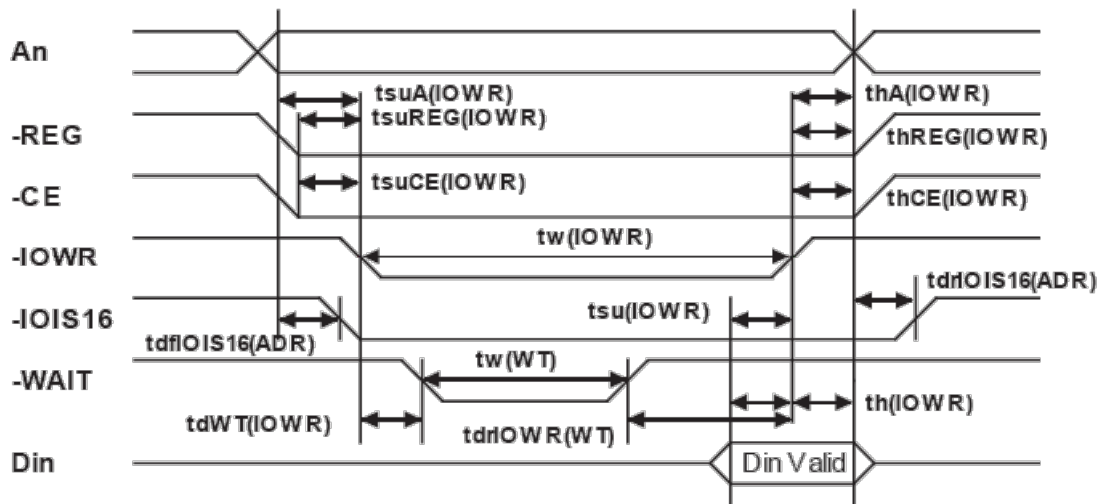 An
tsuA(IOWR)
thA(IOWR)
tsuREG(IOWR)
-REG
thREG(IOWR)
tsuCE(IOWR)
-CE
thCE(IOWR)
tw(IOWR)
-IOWR
tdrIOIS16(ADR)
-IOIS16
tsu(IOWR)
tdfIOIS16(ADR)
tw(WT)
-WAIT
th(IOWR)
tdWT(IOWR)
tdrIOWR(WT)
Din
Din Valid